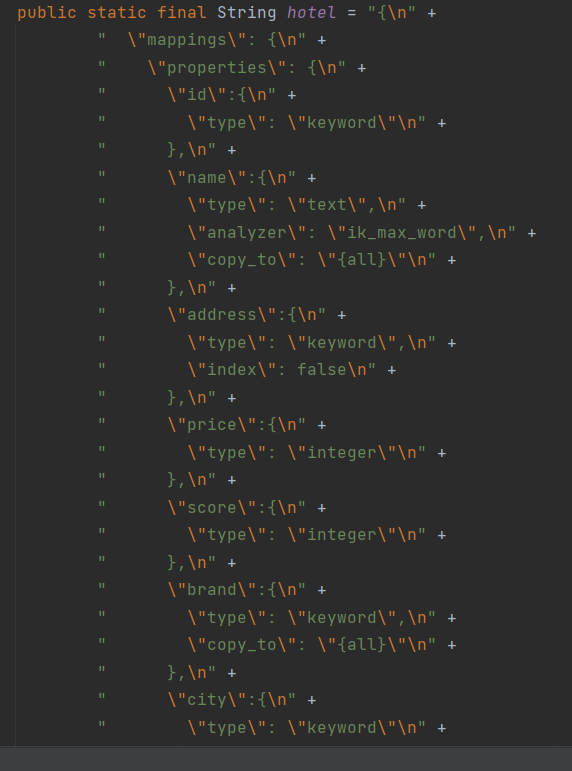 public static final String hotel = "{\n" +
"  \"mappings\": {\n" +
"    \"properties\": {\n" +
"      \"id\":{\n" +
"        \"type\": \"keyword\"\n" +
"      },\n" +
"      \"name\":{\n" +
"        \"type\": \"text\",\n" +
"        \"analyzer\": \"ik_max_word\",\n" +
"        \"copy_to\": \"{all}\"\n" +
"      },\n" +
"      \"address\":{\n" +
"        \"type\": \"keyword\",\n" +
"        \"index\": false\n" +
"      },\n" +
"      \"price\":{\n" +
"        \"type\": \"integer\"\n" +
"      },\n" +
"      \"score\":{\n" +
"        \"type\": \"integer\"\n" +
"      },\n" +
"      \"brand\":{\n" +
"        \"type\": \"keyword\",\n" +
"        \"copy_to\": \"{all}\"\n" +
"      },\n" +
"      \"city\":{\n" +
"        \"type\": \"keyword\"\n" +